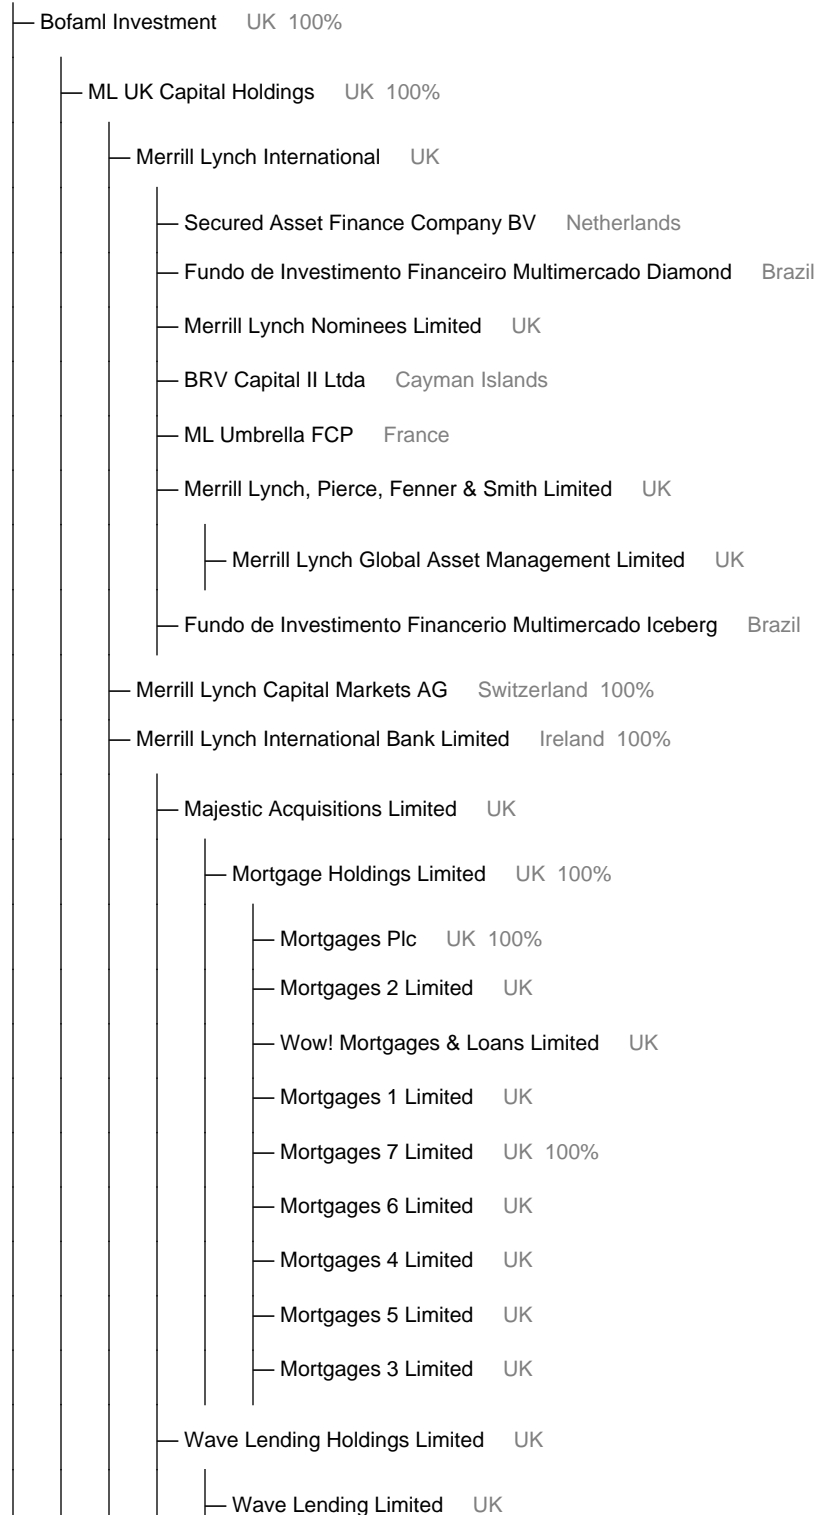 Bofaml Investment UK 100%
ML UK Capital Holdings UK 100%
Merrill Lynch International UK
Secured Asset Finance Company BV Netherlands
Fundo de Investimento Financeiro Multimercado Diamond Brazil
Merrill Lynch Nominees Limited UK
BRV Capital II Ltda Cayman Islands
ML Umbrella FCP France
Merrill Lynch, Pierce, Fenner & Smith Limited UK
Merrill Lynch Global Asset Management Limited UK
Fundo de Investimento Financerio Multimercado Iceberg Brazil
Merrill Lynch Capital Markets AG Switzerland 100%
Merrill Lynch International Bank Limited Ireland 100%
Majestic Acquisitions Limited UK
Mortgage Holdings Limited UK 100%
Mortgages Plc UK 100%
Mortgages 2 Limited UK
Wow! Mortgages & Loans Limited UK
Mortgages 1 Limited UK
Mortgages 7 Limited UK 100%
Mortgages 6 Limited UK
Mortgages 4 Limited UK
Mortgages 5 Limited UK
Mortgages 3 Limited UK
Wave Lending Holdings Limited UK
Wave Lending Limited UK